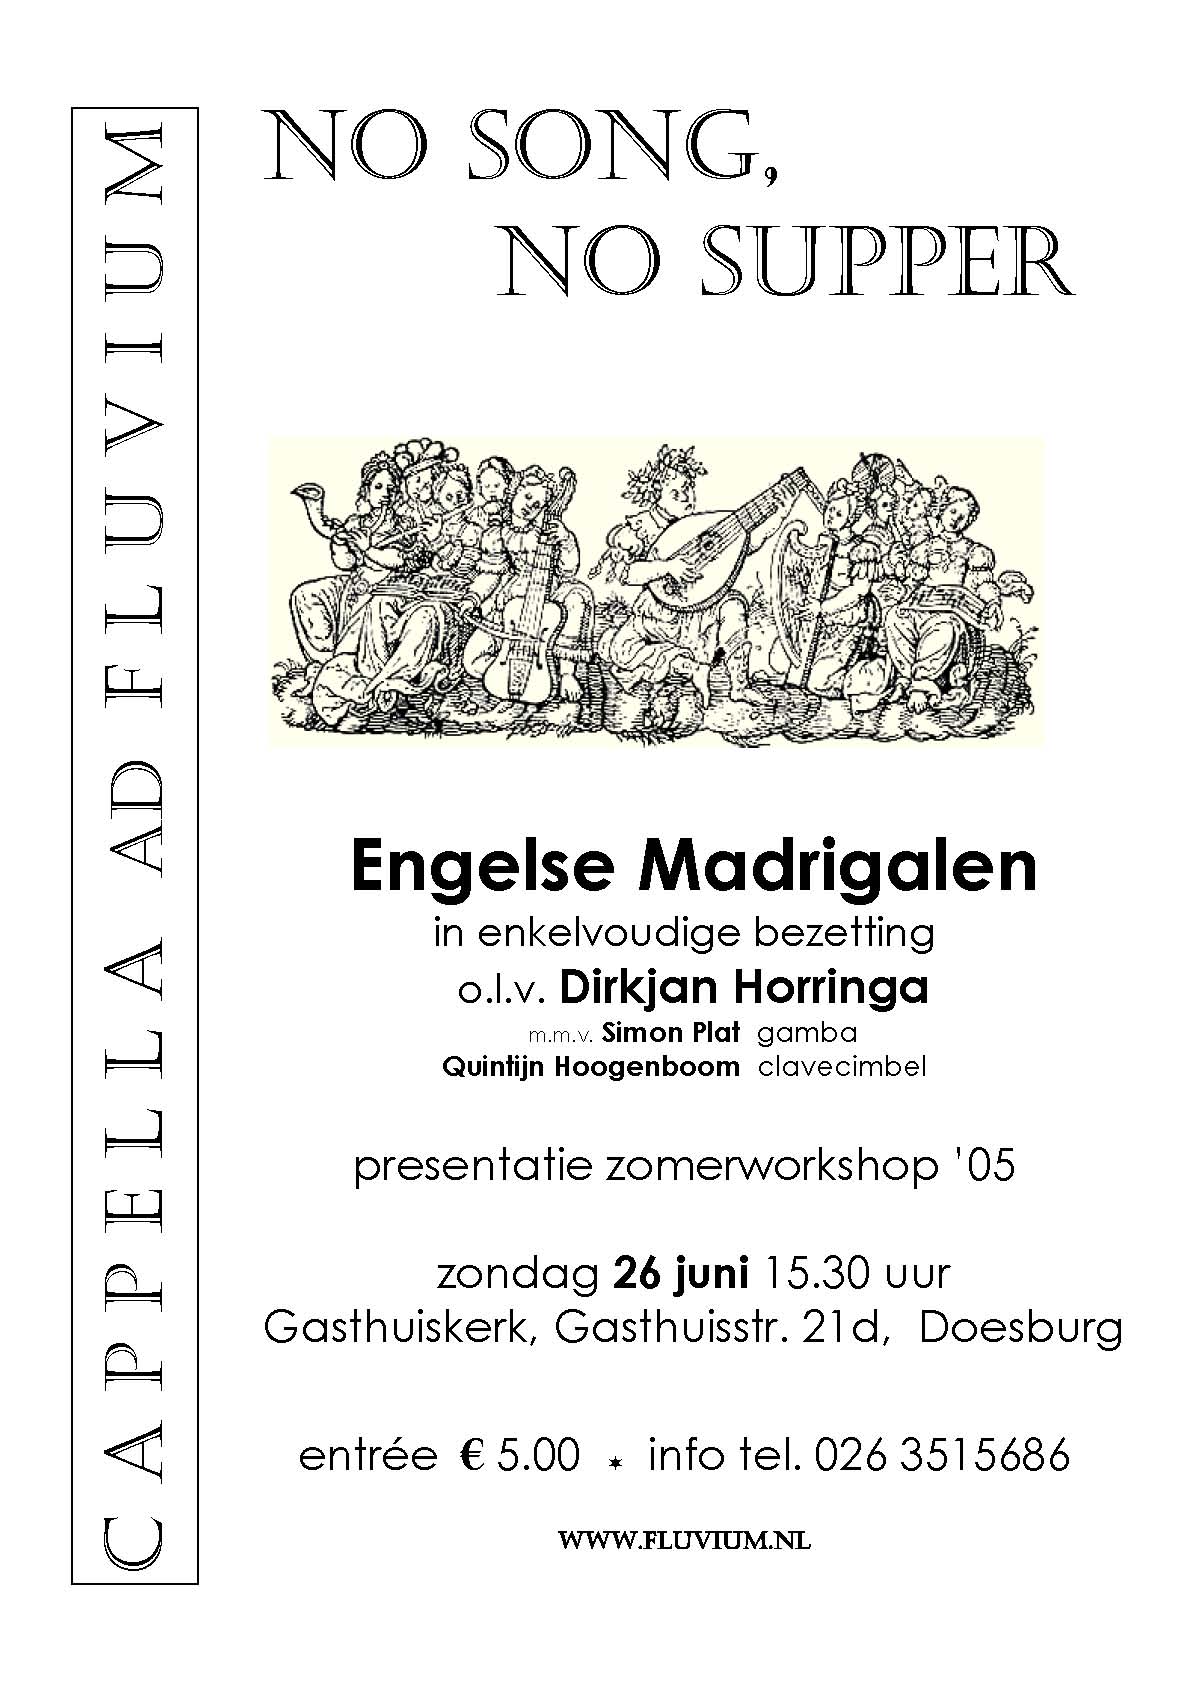 CAPPELLA AD FLUVIUM
NO SONG,
NO SUPPER
Engelse Madrigalen
in enkelvoudige bezetting
o.l.v. Dirkjan Horringa
m.m.v. Simon Plat gamba
Quintijn Hoogenboom clavecimbel
presentatie zomerworkshop '05
zondag 26 juni 15.30 uur
Gasthuiskerk, Gasthuisstr. 21d, Doesburg
entrée € 5.00 ✶ info tel. 026 3515686
WWW.FLUVIUM.NL